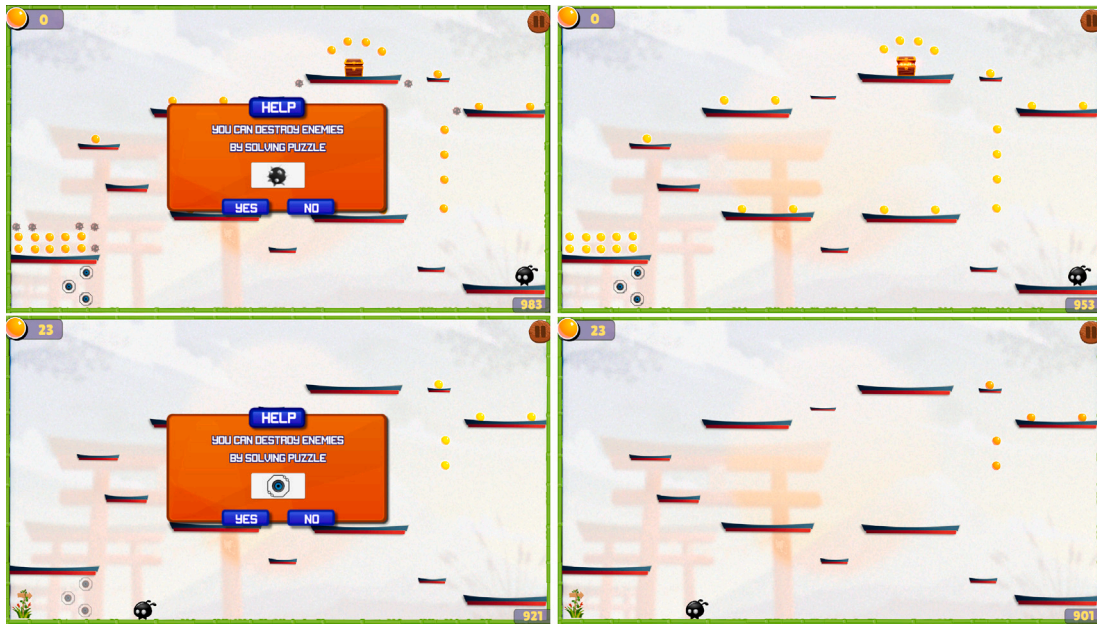 0
HELP
YOU CAN DESTROY ENEMIES
BY SOLVING PUZZLE
YES NO
983
0
953
23
HELP
YOU CAN DESTROY ENEMIES
BY SOLVING PUZZLE
YES NO
921
23
901